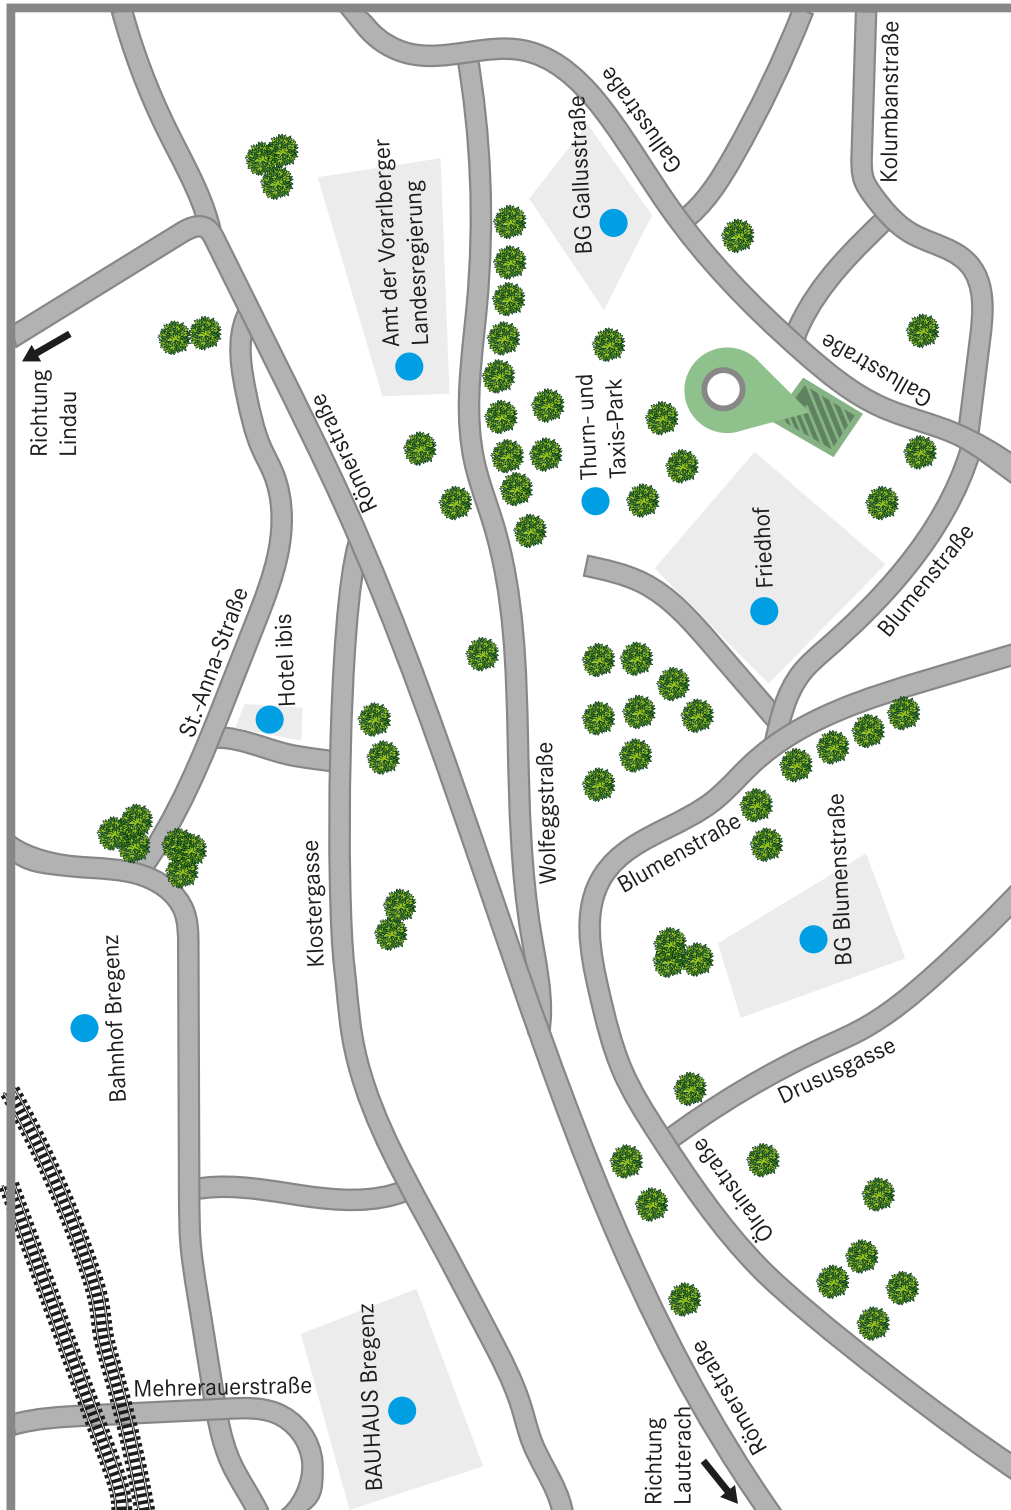 Gallusstraße
Kolumbanstraße
BG Gallusstraße
Amt der Vorarlberger
Landesregierung
Richtung
Lindau
Römerstraße
Gallusstraße
Thurn- und
Taxis-Park
Friedhof
Blumenstraße
St.-Anna-Straße
Hotel ibis
Wolfeggstraße
Blumenstraße
BG Blumenstraße
Klostergasse
Bahnhof Bregenz
Drususgasse
Ölrainstraße
BAUHAUS Bregenz
Mehrerauerstraße
Römerstraße
Richtung
Lauterach